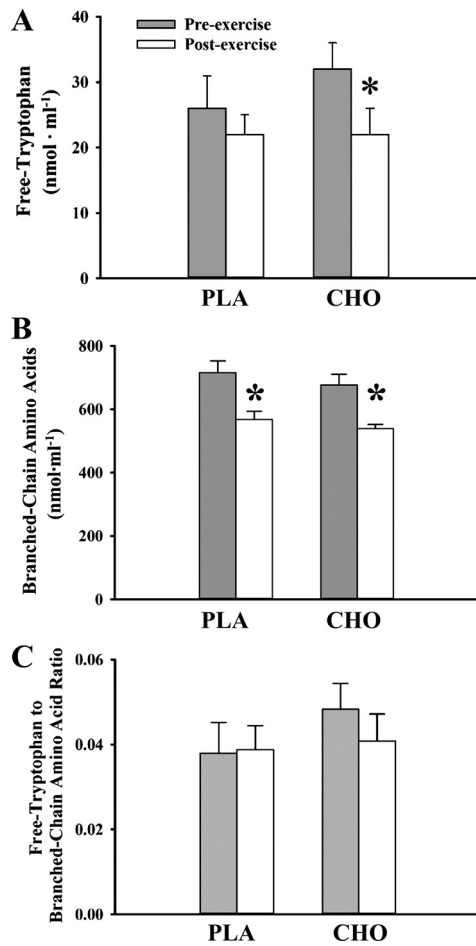 A
Pre-exercise
Post-exercise
Free-Tryptophan
(nmol · ml⁻¹)
40
30
20
10
0
*
PLA CHO
B
Branched-Chain Amino Acids
(nmol·ml⁻¹)
800
600
400
200
0
* *
PLA CHO
C
Free-Tryptophan to
Branched-Chain Amino Acid Ratio
0.06
0.04
0.02
0.00
PLA CHO